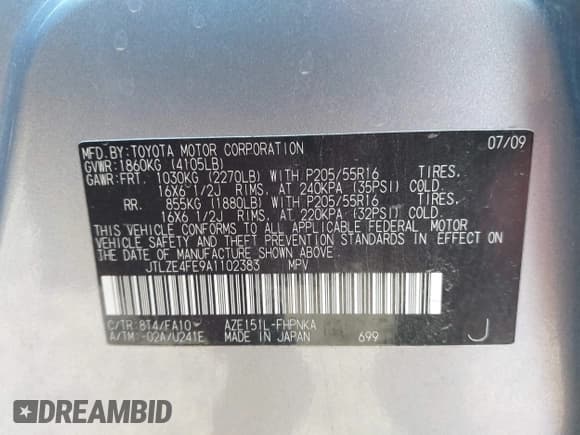 MFD.BY:TOYOTA MOTOR CORPORATION 07/09
GVWR:1860KG (4105LB)
GAWR:FRT. 1030KG (2270LB) WITH P205/55R16 TIRES.
16X6 1/2J RIMS, AT 240KPA (35PSI) COLD.
RR. 855KG (1880LB) WITH P205/55R16 TIRES.
16X6 1/2J RIMS, AT 220KPA (32PSI) COLD.
THIS VEHICLE CONFORMS TO ALL APPLICABLE FEDERAL MOTOR
VEHICLE SAFETY AND THEFT PREVENTION STANDARDS IN EFFECT ON
THE DATE OF MANUFACTURE SHOWN ABOVE.
JTLZE4FE9A1102383 MPV
C/TR:8T4/FA10 AZE151L-FHPNKA
A/TM:-02A/U241E MADE IN JAPAN 699 J
DREAMBID